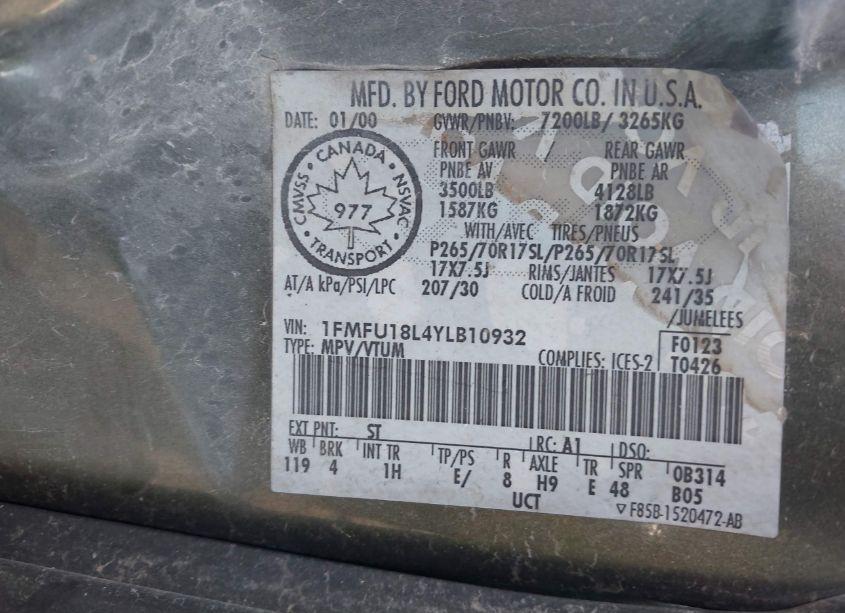 MFD. BY FORD MOTOR CO. IN U.S.A.
DATE: 01/00 GVWR/PNBV: 7200LB/ 3265KG
FRONT GAWR / REAR GAWR
PNBE AV PNBE AR
3500LB 4128LB
1587KG 1872KG
WITH/AVEC TIRES/PNEUS
P265/70R17SL/P265/70R17SL
17X7.5J RIMS/JANTES 17X7.5J
AT/A kPa/PSI/LPC 207/30 COLD/A FROID 241/35
/JUMELEES
CANADA
CMVSS NSVAC
977
TRANSPORT
VIN: 1FMFU18L4YLB10932 F0123
TYPE: MPV/VTUM COMPLIES: ICES-2 T0426
EXT PNT: ST RC: A1 DSO:
WB BRK INT TR TP/PS R AXLE TR SPR 0B314
119 4 1H E/ 8 H9 E 48 B05
UCT F85B-1520472-AB